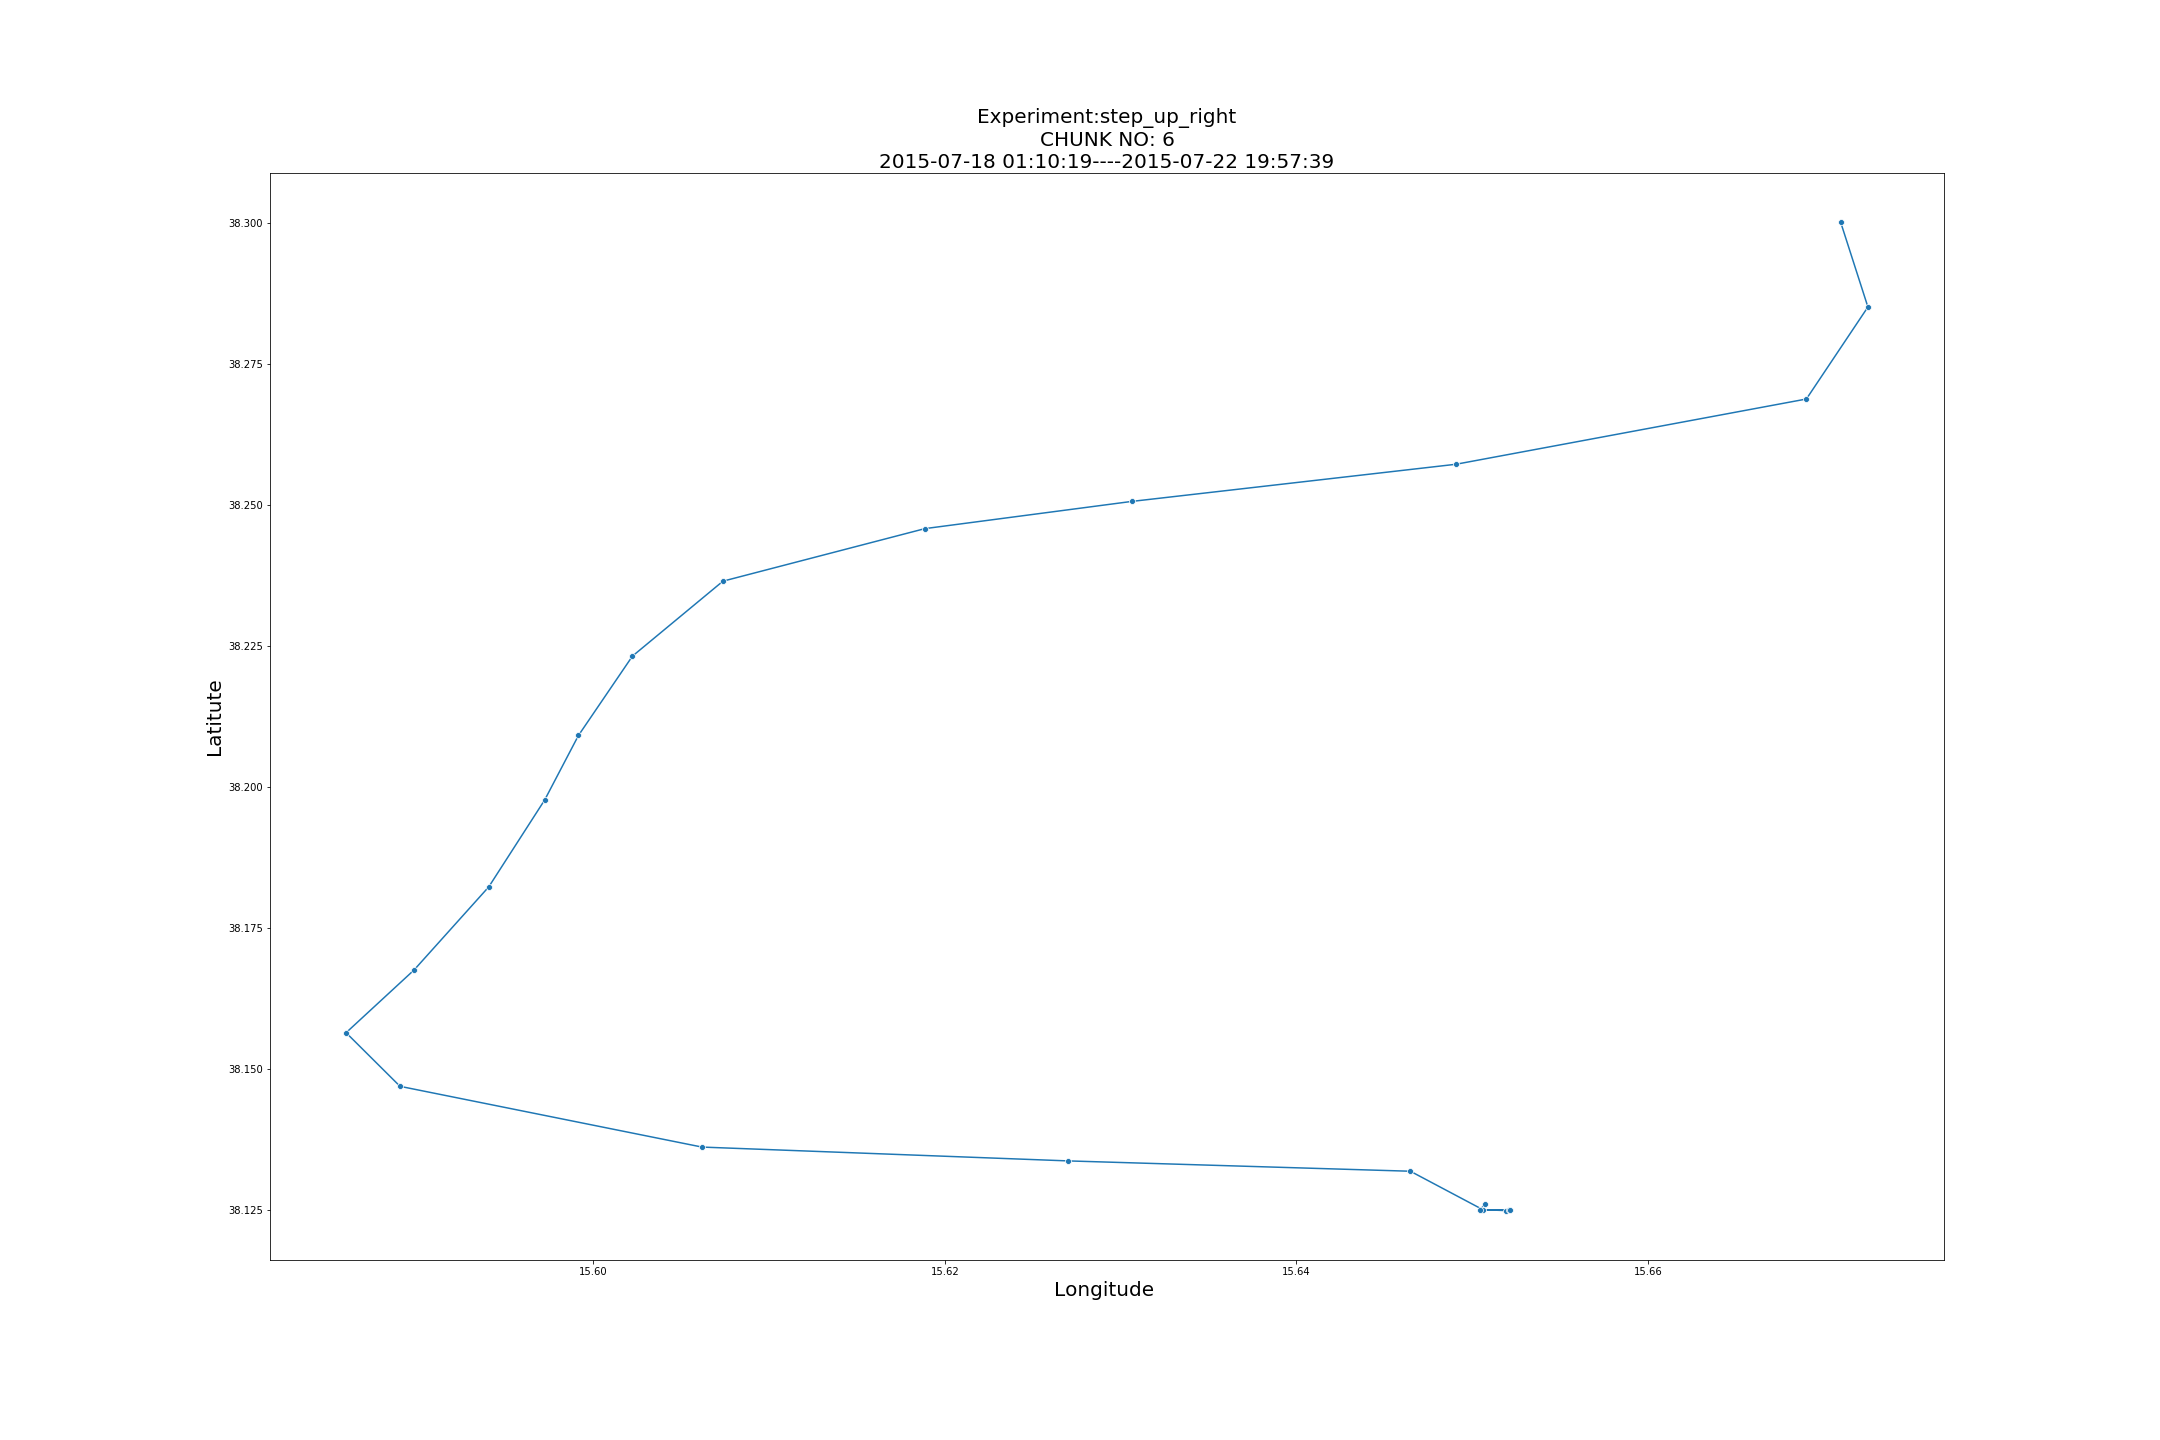 Experiment:step_up_right
CHUNK NO: 6
2015-07-18 01:10:19----2015-07-22 19:57:39
38.300
38.275
38.250
38.225
38.200
38.175
38.150
38.125
Latitute
15.60 15.62 15.64 15.66
Longitude